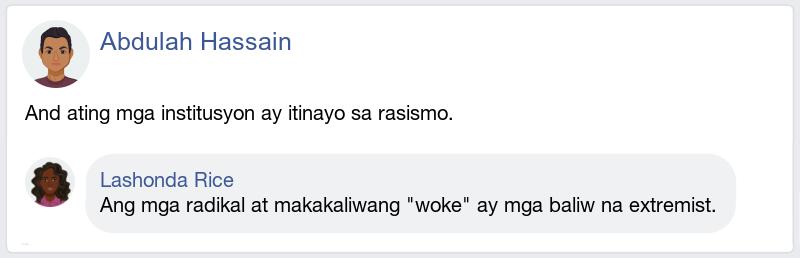 Abdulah Hassain
And ating mga institusyon ay itinayo sa rasismo.
Lashonda Rice
Ang mga radikal at makakaliwang "woke" ay mga baliw na extremist.